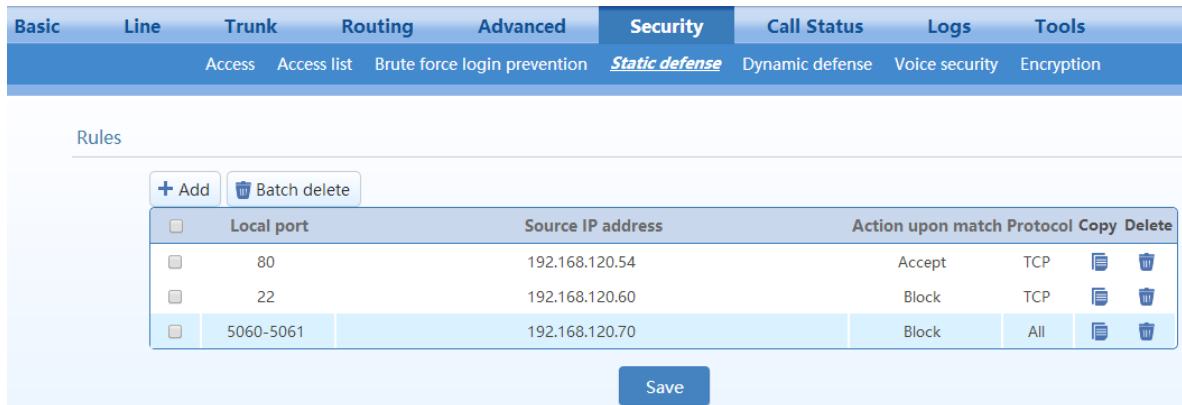 Basic Line Trunk Routing Advanced Security Call Status Logs Tools
Access Access list Brute force login prevention Static defense Dynamic defense Voice security Encryption
Rules
Add Batch delete
Local port Source IP address Action upon match Protocol Copy Delete
80 192.168.120.54 Accept TCP
22 192.168.120.60 Block TCP
5060-5061 192.168.120.70 Block All
Save